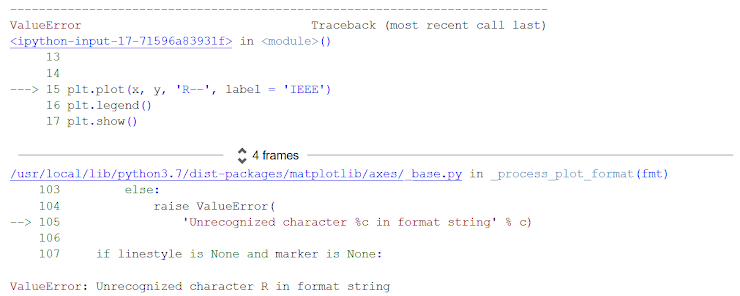 ---------------------------------------------------------------------------
ValueError                                Traceback (most recent call last)
<ipython-input-17-71596a83931f> in <module>()
     13
     14
---> 15 plt.plot(x, y, 'R--', label = 'IEEE')
     16 plt.legend()
     17 plt.show()
4 frames
/usr/local/lib/python3.7/dist-packages/matplotlib/axes/_base.py in _process_plot_format(fmt)
    103         else:
    104             raise ValueError(
--> 105                 'Unrecognized character %c in format string' % c)
    106
    107     if linestyle is None and marker is None:
ValueError: Unrecognized character R in format string